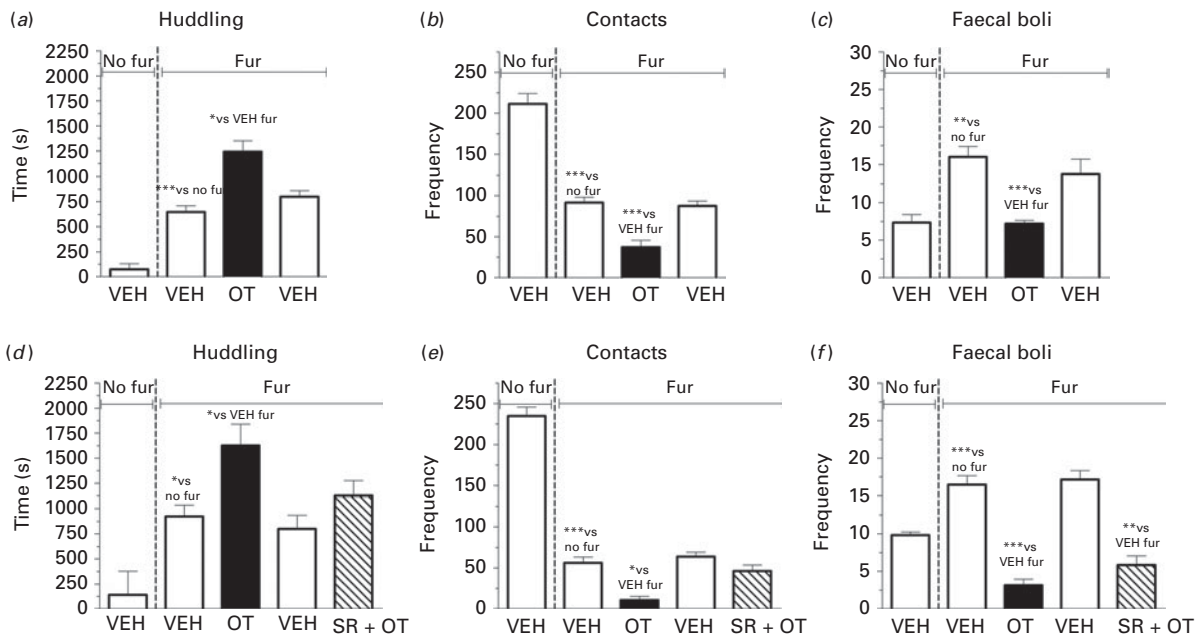 (a) Huddling
2250
2000
1750
1500
1250
1000
750
500
250
0
Time (s)
No fur
Fur
*vs VEH fur
***vs no fu
VEH VEH OT VEH
(b) Contacts
250
200
150
100
50
0
Frequency
No fur
Fur
***vs
no fur
***vs
VEH fur
VEH VEH OT VEH
(c) Faecal boli
30
25
20
15
10
5
0
Frequency
No fur
Fur
**vs
no fur
***vs
VEH fur
VEH VEH OT VEH
(d) Huddling
2250
2000
1750
1500
1250
1000
750
500
250
0
Time (s)
No fur
Fur
*vs VEH fur
*vs
no fur
VEH VEH OT VEH SR + OT
(e) Contacts
250
200
150
100
50
0
Frequency
No fur
Fur
***vs
no fur
*vs
VEH fur
VEH VEH OT VEH SR + OT
(f) Faecal boli
30
25
20
15
10
5
0
Frequency
No fur
Fur
***vs
no fur
***vs
VEH fur
**vs
VEH fur
VEH VEH OT VEH SR + OT